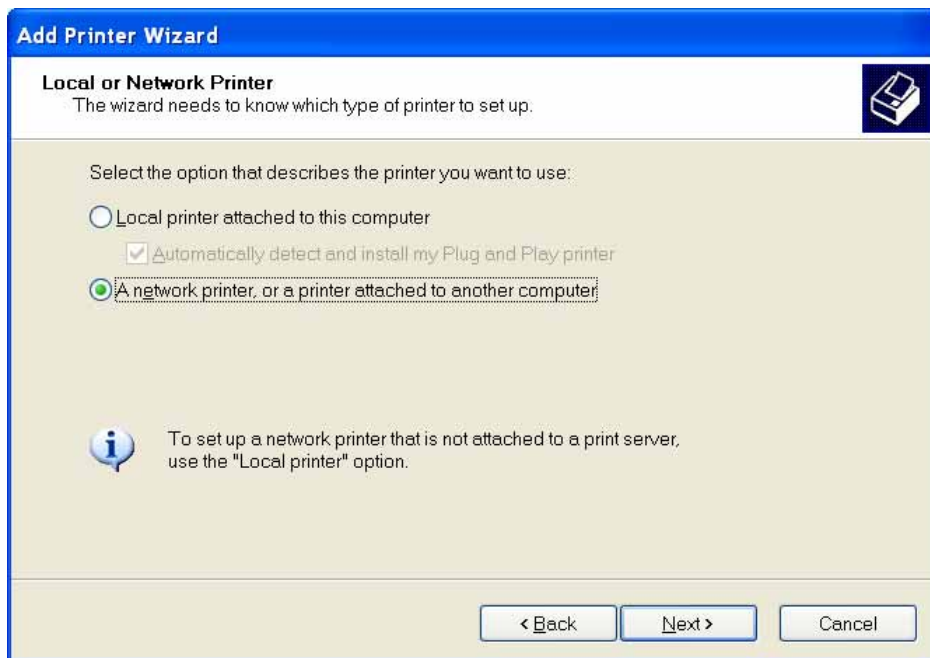 Add Printer Wizard
Local or Network Printer
The wizard needs to know which type of printer to set up.
Select the option that describes the printer you want to use:
Local printer attached to this computer
Automatically detect and install my Plug and Play printer
A network printer, or a printer attached to another computer
To set up a network printer that is not attached to a print server,
use the "Local printer" option.
< Back Next > Cancel